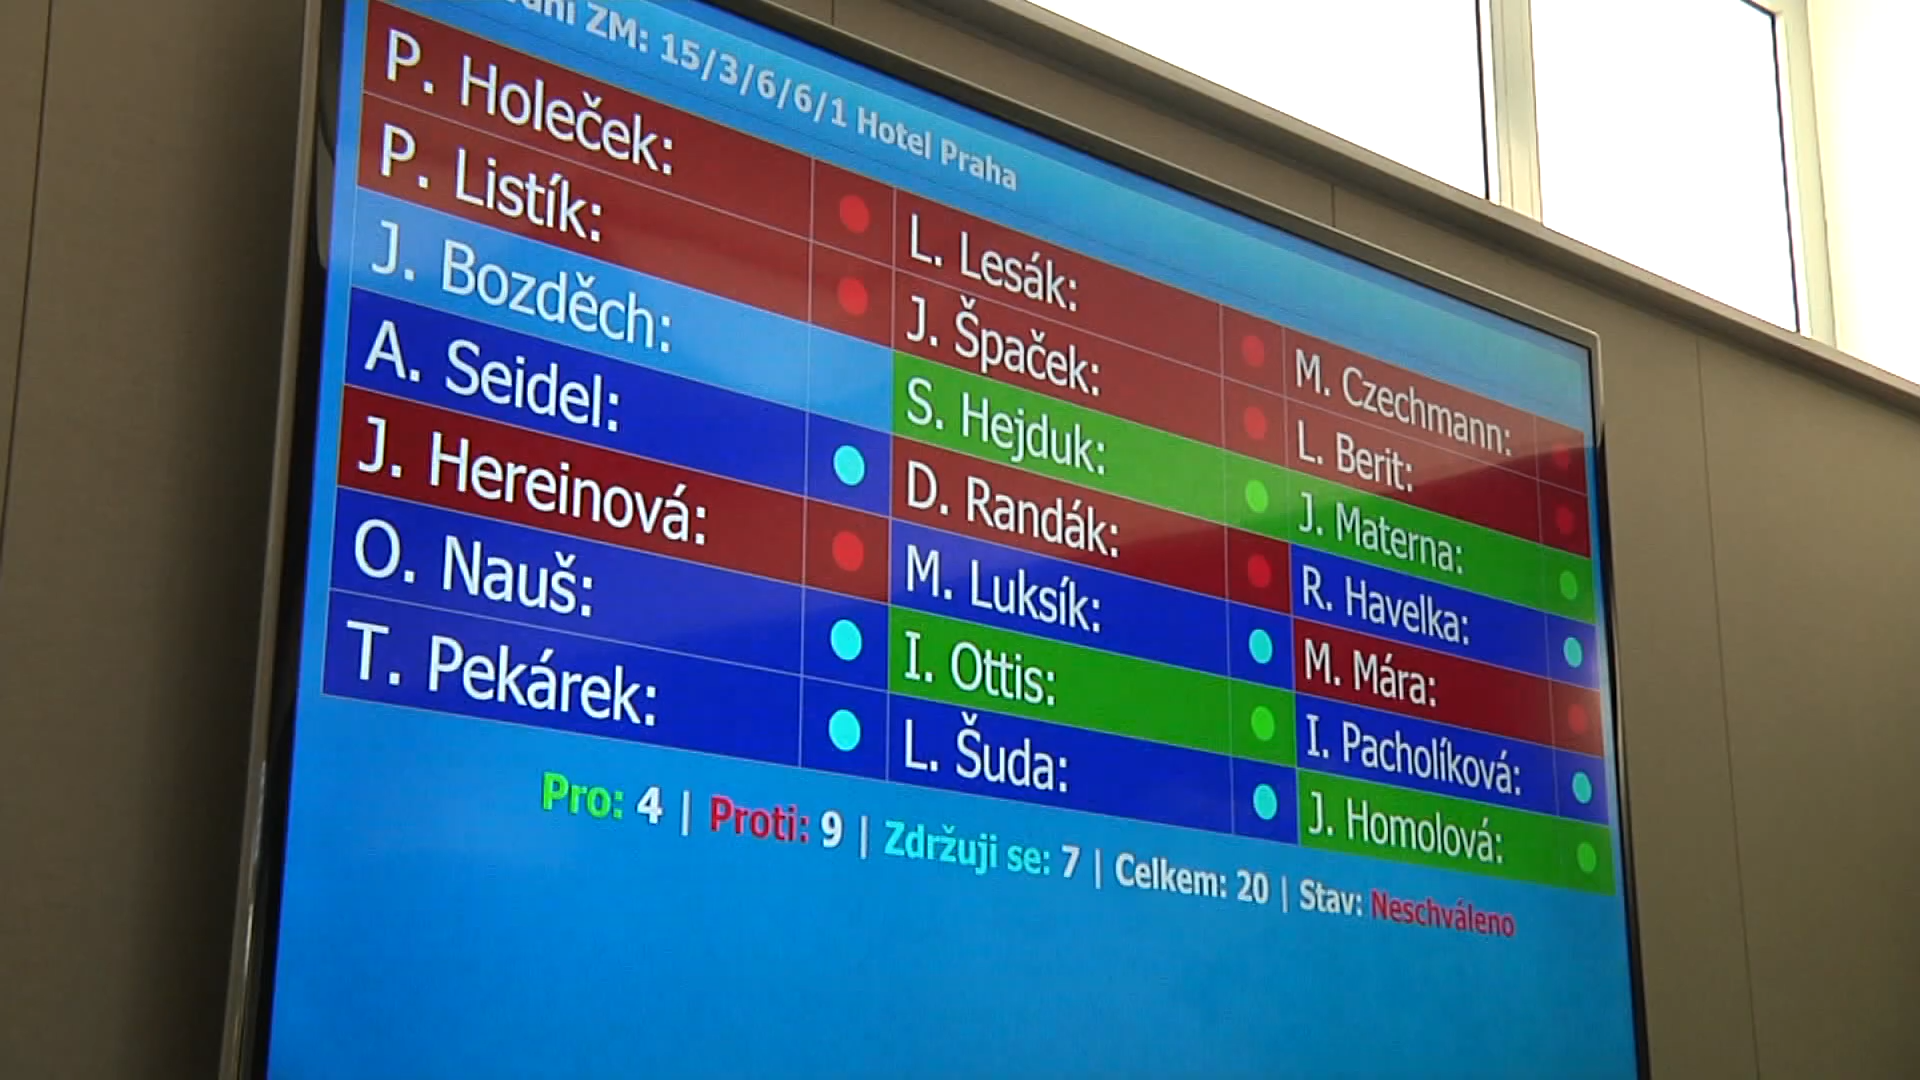 ZM: 15/3/6/6/1 Hotel Praha
P. Holeček:
P. Listík:
J. Bozděch:
A. Seidel:
J. Hereinová:
O. Nauš:
T. Pekárek:
L. Lesák:
J. Špaček:
S. Hejduk:
D. Randák:
M. Luksík:
I. Ottis:
L. Šuda:
M. Czechmann:
L. Berit:
J. Materna:
R. Havelka:
M. Mára:
I. Pacholíková:
J. Homolová:
Pro: 4 | Proti: 9 | Zdržuji se: 7 | Celkem: 20 | Stav: Neschváleno